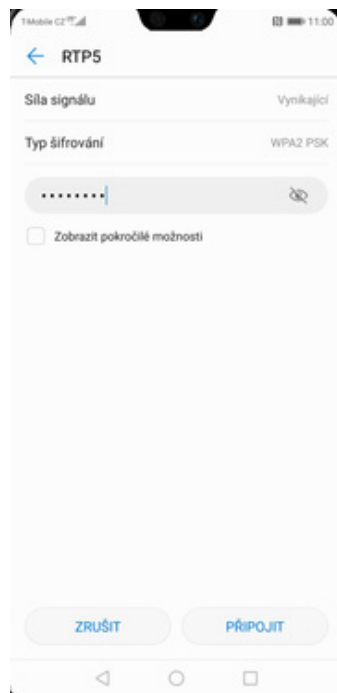 T-Mobile CZ 11:00
RTP5
Síla signálu Vynikající
Typ šifrování WPA2 PSK
••••••••
Zobrazit pokročilé možnosti
ZRUŠIT PŘIPOJIT